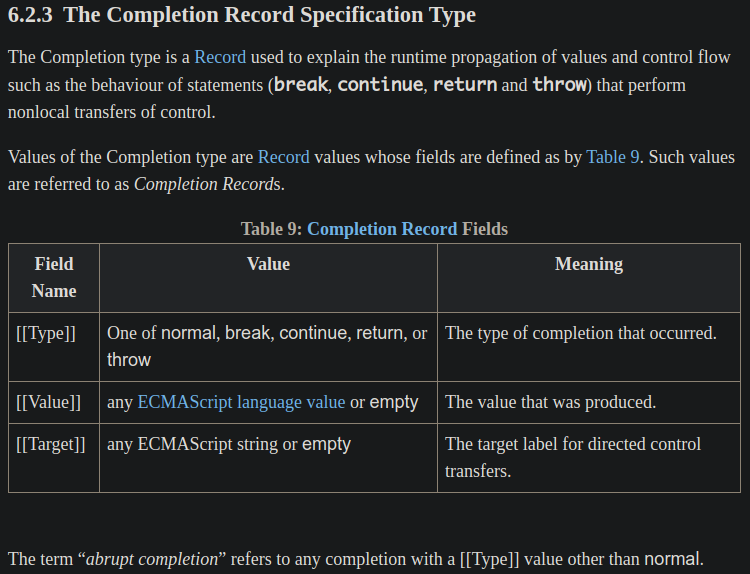 6.2.3 The Completion Record Specification Type
The Completion type is a Record used to explain the runtime propagation of values and control flow
such as the behaviour of statements (break, continue, return and throw) that perform
nonlocal transfers of control.
Values of the Completion type are Record values whose fields are defined as by Table 9. Such values
are referred to as Completion Records.
Table 9: Completion Record Fields
Field
Name
Value
Meaning
[[Type]]
One of normal, break, continue, return, or
throw
The type of completion that occurred.
[[Value]]
any ECMAScript language value or empty
The value that was produced.
[[Target]]
any ECMAScript string or empty
The target label for directed control
transfers.
The term “abrupt completion” refers to any completion with a [[Type]] value other than normal.